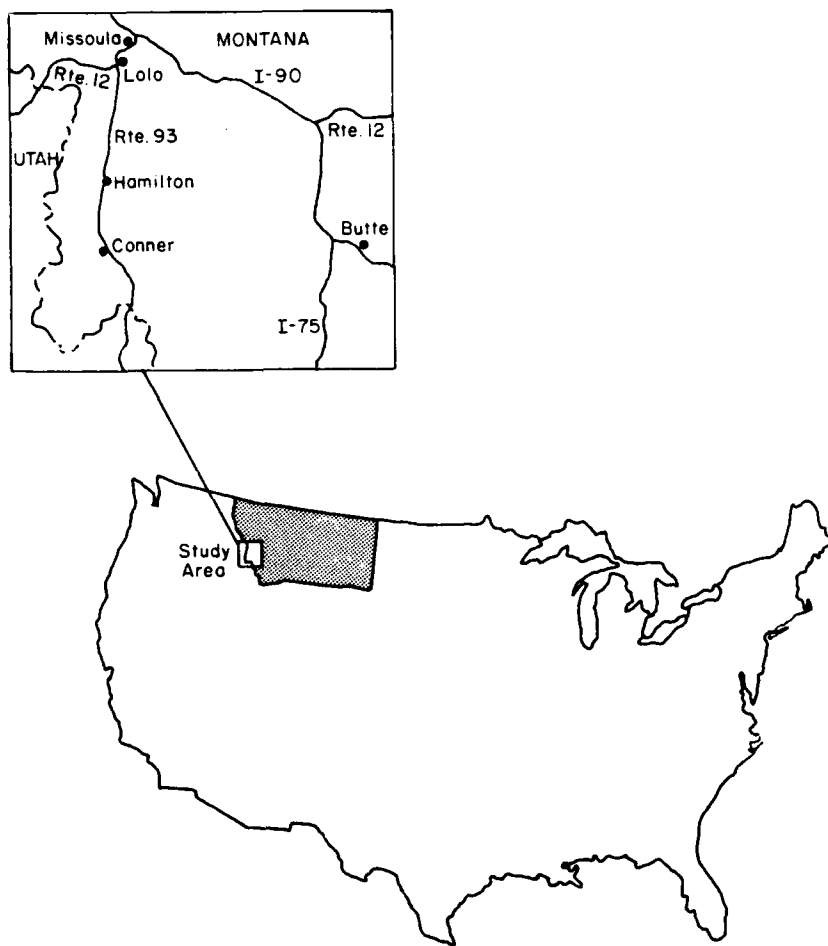 Missoula
MONTANA
I-90
Rte. 12
Lolo
Rte. 12
Rte. 93
UTAH
Hamilton
Butte
Conner
I-75
Study
Area